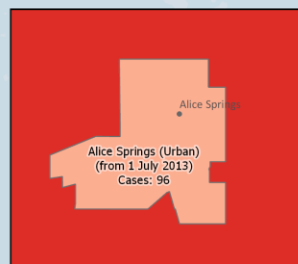 Alice Springs
Alice Springs (Urban)
(from 1 July 2013)
Cases: 96